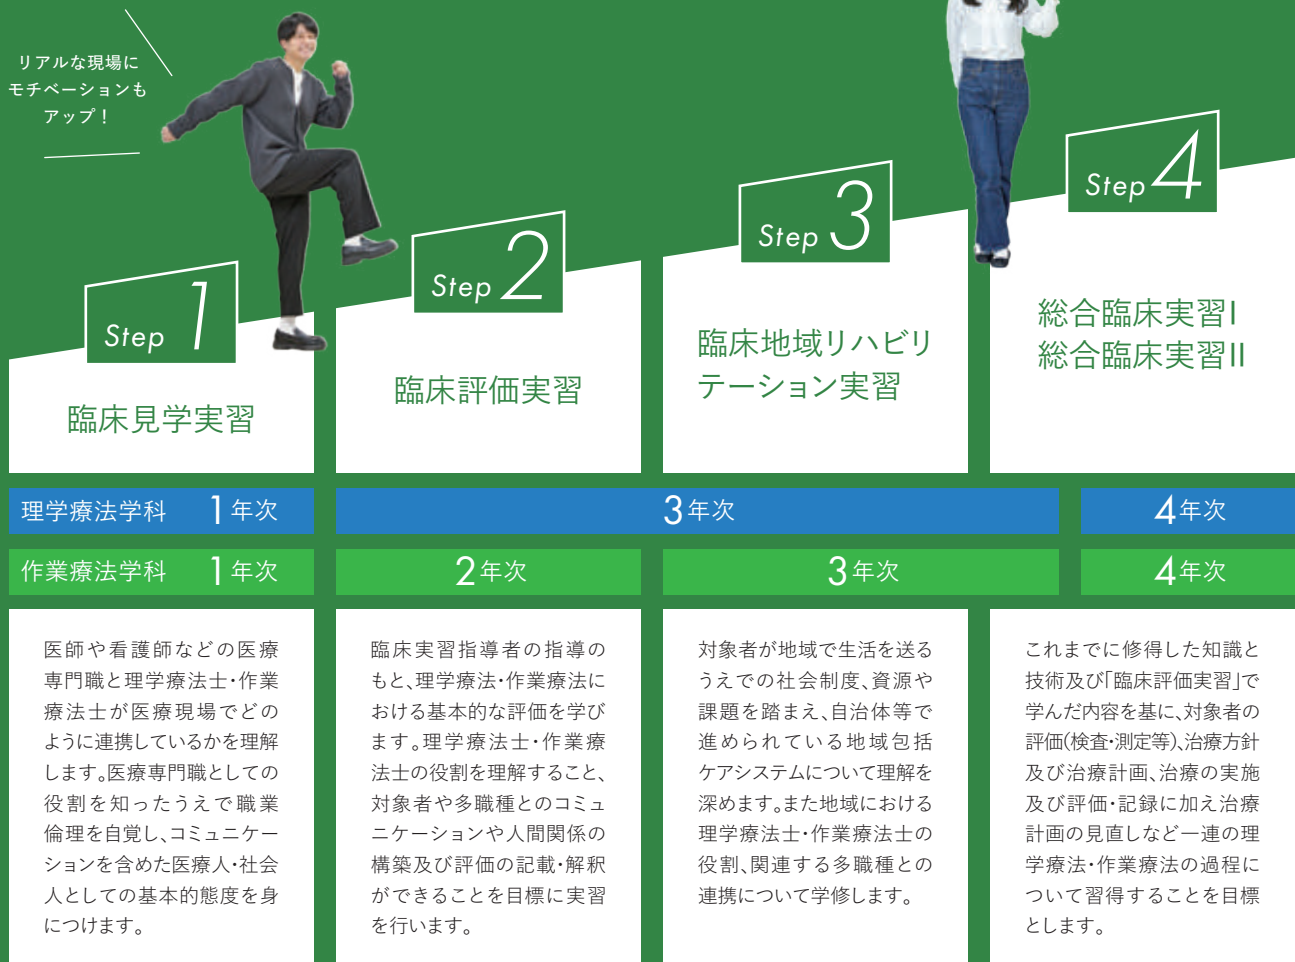 リアルな現場に
モチベーションも
アップ！
Step 1
臨床見学実習
Step 2
臨床評価実習
Step 3
臨床地域リハビリ
テーション実習
Step 4
総合臨床実習Ⅰ
総合臨床実習Ⅱ
理学療法学科 1年次 3年次 4年次
作業療法学科 1年次 2年次 3年次 4年次
医師や看護師などの医療
専門職と理学療法士・作業
療法士が医療現場でどの
ように連携しているかを理解
します。医療専門職としての
役割を知ったうえで職業
倫理を自覚し、コミュニケー
ションを含めた医療人・社会
人としての基本的態度を身
につけます。
臨床実習指導者の指導の
もと、理学療法・作業療法に
おける基本的な評価を学び
ます。理学療法士・作業療
法士の役割を理解すること、
対象者や多職種とのコミュ
ニケーションや人間関係の
構築及び評価の記載・解釈
ができることを目標に実習
を行います。
対象者が地域で生活を送る
うえでの社会制度、資源や
課題を踏まえ、自治体等で
進められている地域包括
ケアシステムについて理解を
深めます。また地域における
理学療法士・作業療法士の
役割、関連する多職種との
連携について学修します。
これまでに修得した知識と
技術及び「臨床評価実習」で
学んだ内容を基に、対象者の
評価(検査・測定等)、治療方針
及び治療計画、治療の実施
及び評価・記録に加え治療
計画の見直しなど一連の理
学療法・作業療法の過程に
ついて習得することを目標
とします。